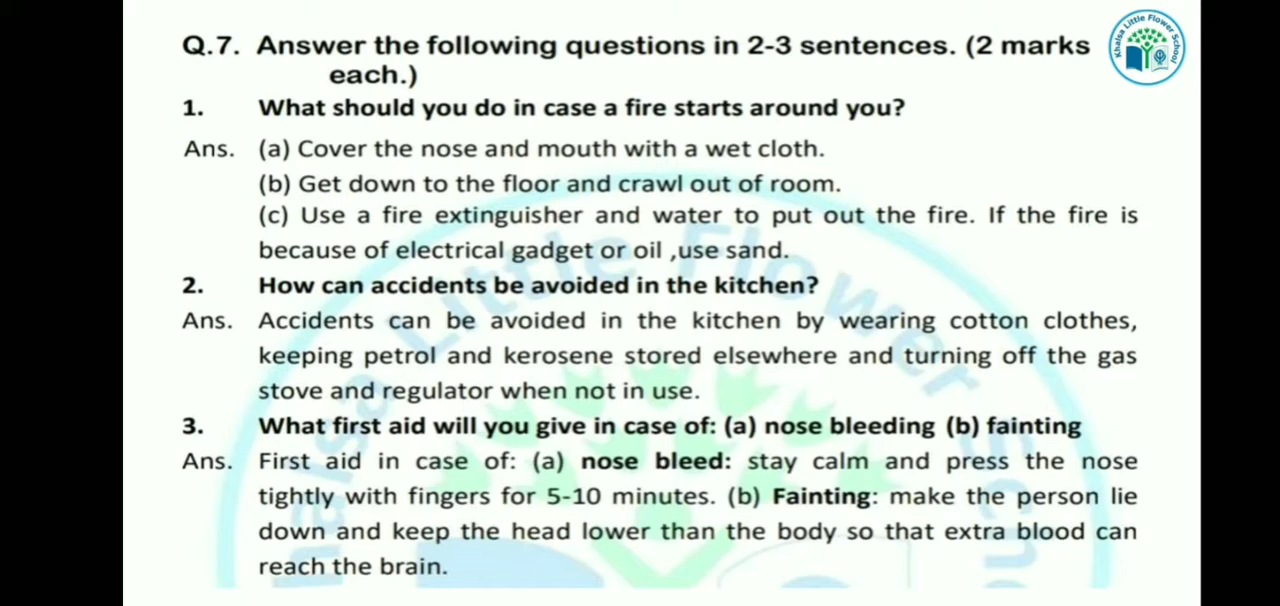 Q.7. Answer the following questions in 2-3 sentences. (2 marks
each.)
Khalsa Little Flower School
1. What should you do in case a fire starts around you?
Ans. (a) Cover the nose and mouth with a wet cloth.
(b) Get down to the floor and crawl out of room.
(c) Use a fire extinguisher and water to put out the fire. If the fire is
because of electrical gadget or oil ,use sand.
2. How can accidents be avoided in the kitchen?
Ans. Accidents can be avoided in the kitchen by wearing cotton clothes,
keeping petrol and kerosene stored elsewhere and turning off the gas
stove and regulator when not in use.
3. What first aid will you give in case of: (a) nose bleeding (b) fainting
Ans. First aid in case of: (a) nose bleed: stay calm and press the nose
tightly with fingers for 5-10 minutes. (b) Fainting: make the person lie
down and keep the head lower than the body so that extra blood can
reach the brain.
halsa Little Flower Scho